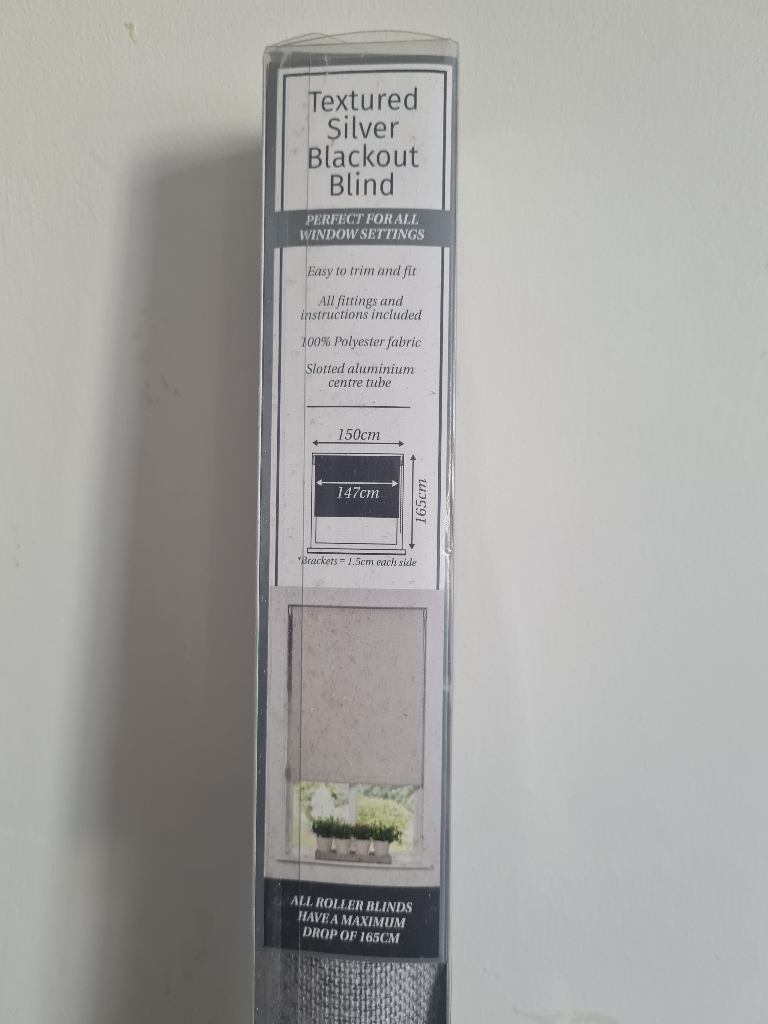 Textured
Silver
Blackout
Blind
PERFECT FOR ALL
WINDOW SETTINGS
Easy to trim and fit
All fittings and
instructions included
100% Polyester fabric
Slotted aluminium
centre tube
150cm
147cm
165cm
*Brackets = 1.5cm each side
ALL ROLLER BLINDS
HAVE A MAXIMUM
DROP OF 165CM